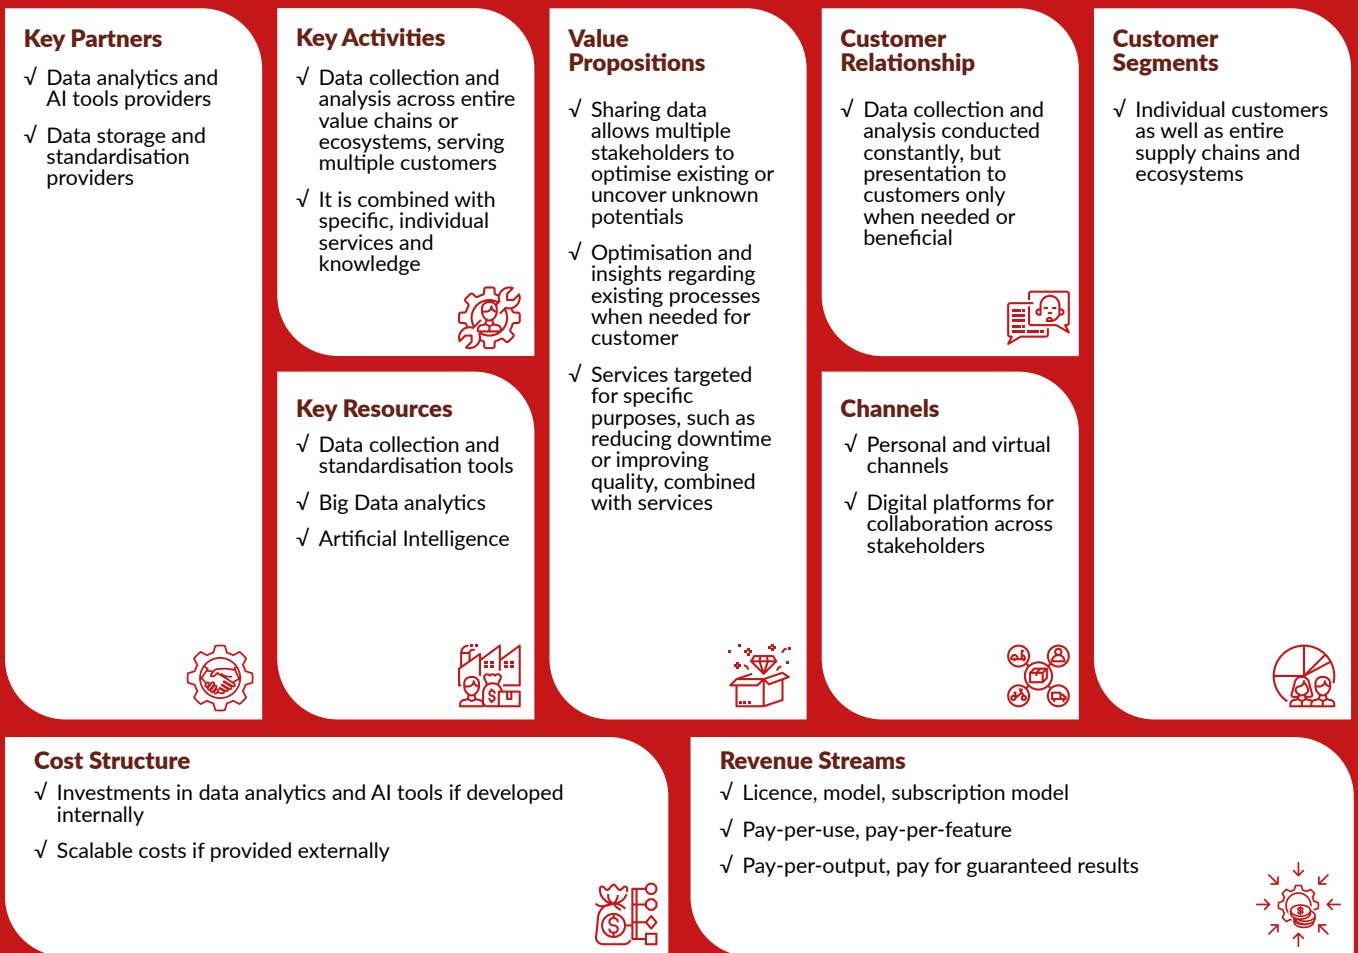 Key Partners
√ Data analytics and
AI tools providers
√ Data storage and
standardisation
providers
Key Activities
√ Data collection and
analysis across entire
value chains or
ecosystems, serving
multiple customers
√ It is combined with
specific, individual
services and
knowledge
Key Resources
√ Data collection and
standardisation tools
√ Big Data analytics
√ Artificial Intelligence
Value
Propositions
√ Sharing data
allows multiple
stakeholders to
optimise existing or
uncover unknown
potentials
√ Optimisation and
insights regarding
existing processes
when needed for
customer
√ Services targeted
for specific
purposes, such as
reducing downtime
or improving
quality, combined
with services
Customer
Relationship
√ Data collection and
analysis conducted
constantly, but
presentation to
customers only
when needed or
beneficial
Channels
√ Personal and virtual
channels
√ Digital platforms for
collaboration across
stakeholders
Customer
Segments
√ Individual customers
as well as entire
supply chains and
ecosystems
Cost Structure
√ Investments in data analytics and AI tools if developed
internally
√ Scalable costs if provided externally
Revenue Streams
√ Licence, model, subscription model
√ Pay-per-use, pay-per-feature
√ Pay-per-output, pay for guaranteed results